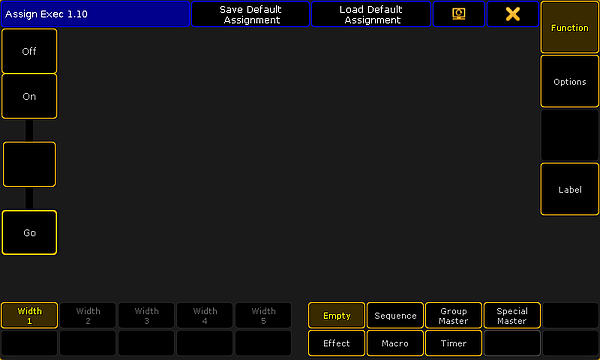 Assign Exec 1.10
Save Default
Assignment
Load Default
Assignment
Function
Off
On
Options
Label
Go
Width
1
Width
2
Width
3
Width
4
Width
5
Empty
Sequence
Group
Master
Special
Master
Effect
Macro
Timer